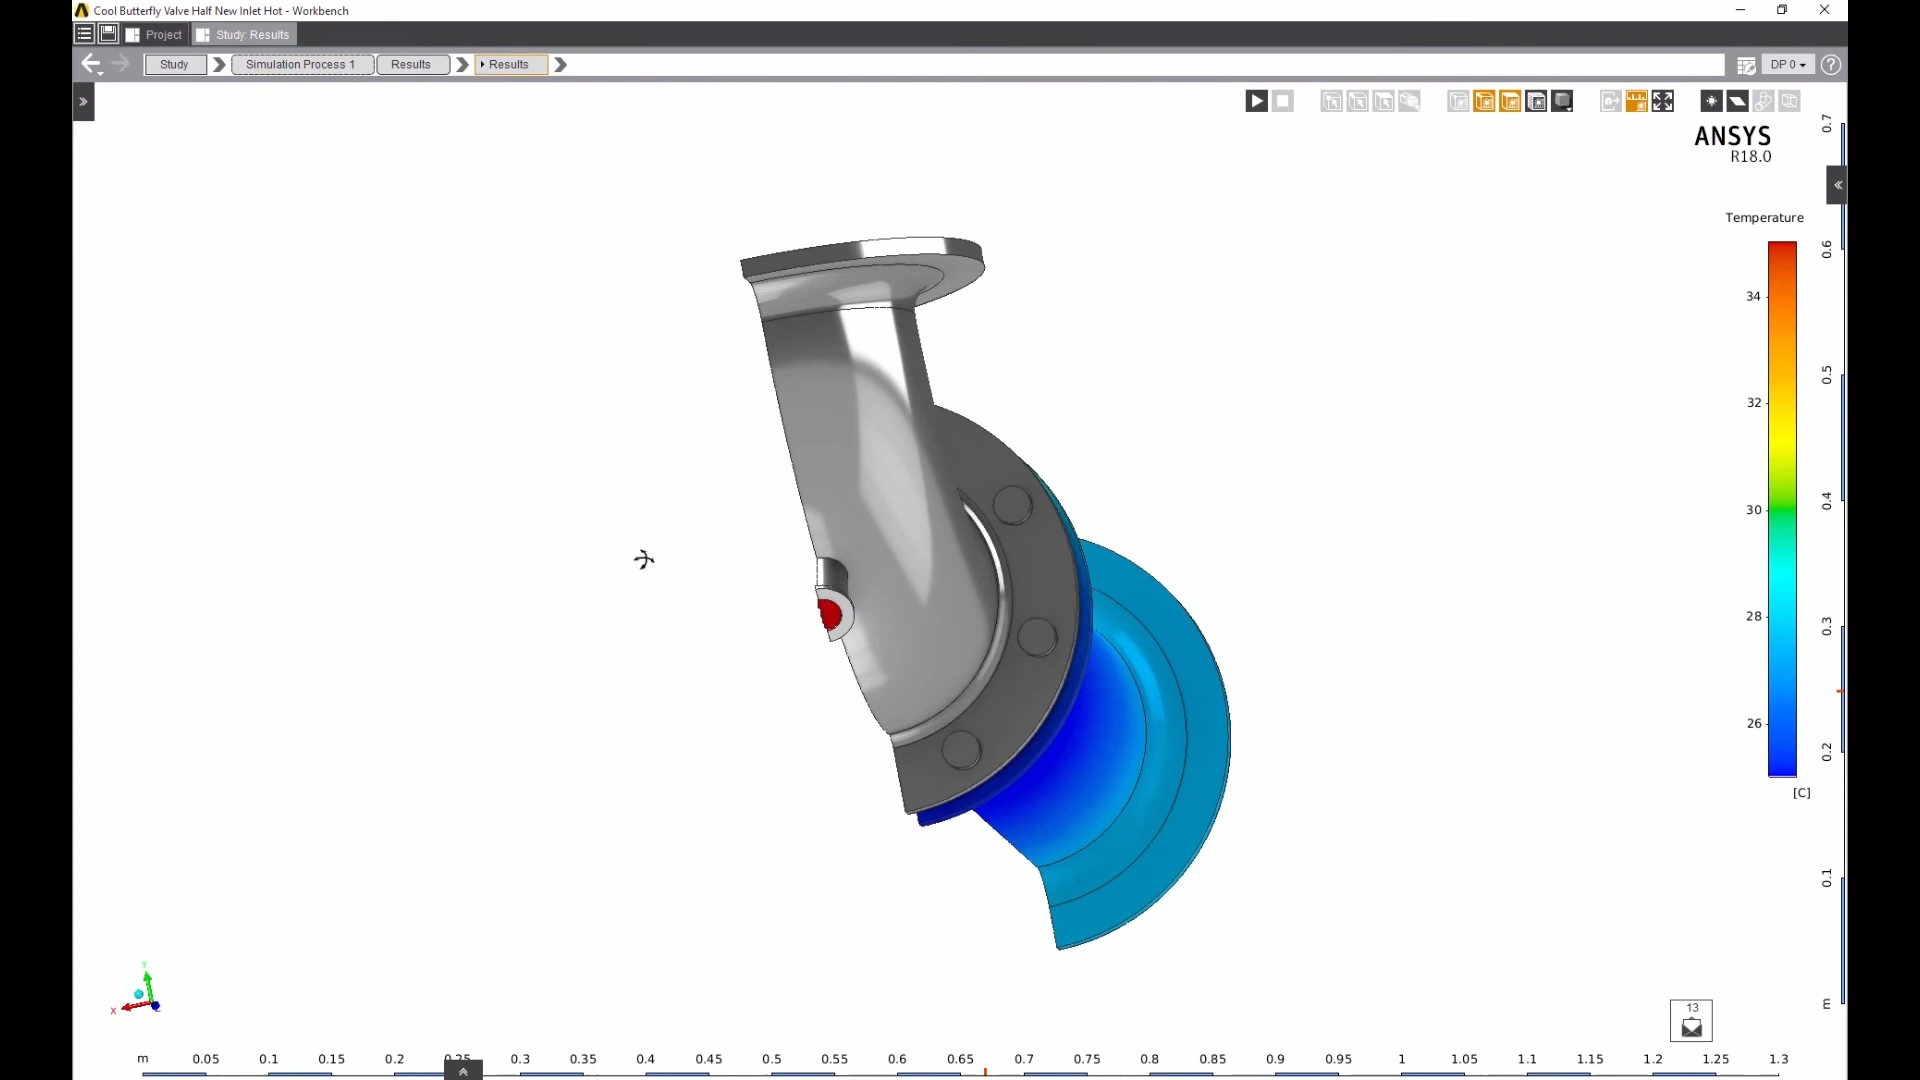 Cool Butterfly Valve Half New Inlet Hot - Workbench
Project
Study: Results
Study
Simulation Process 1
Results
Results
DP 0
?
ANSYS
R18.0
Temperature
34
32
30
28
26
[C]
0.7
0.6
0.5
0.4
0.3
0.2
0.1
m
Y
X
13
m 0.05 0.1 0.15 0.2 0.25 0.3 0.35 0.4 0.45 0.5 0.55 0.6 0.65 0.7 0.75 0.8 0.85 0.9 0.95 1 1.05 1.1 1.15 1.2 1.25 1.3